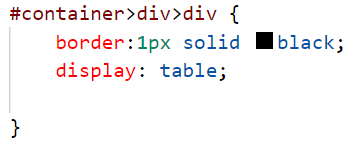 #container>div>div {
    border:1px solid black;
    display: table;
}